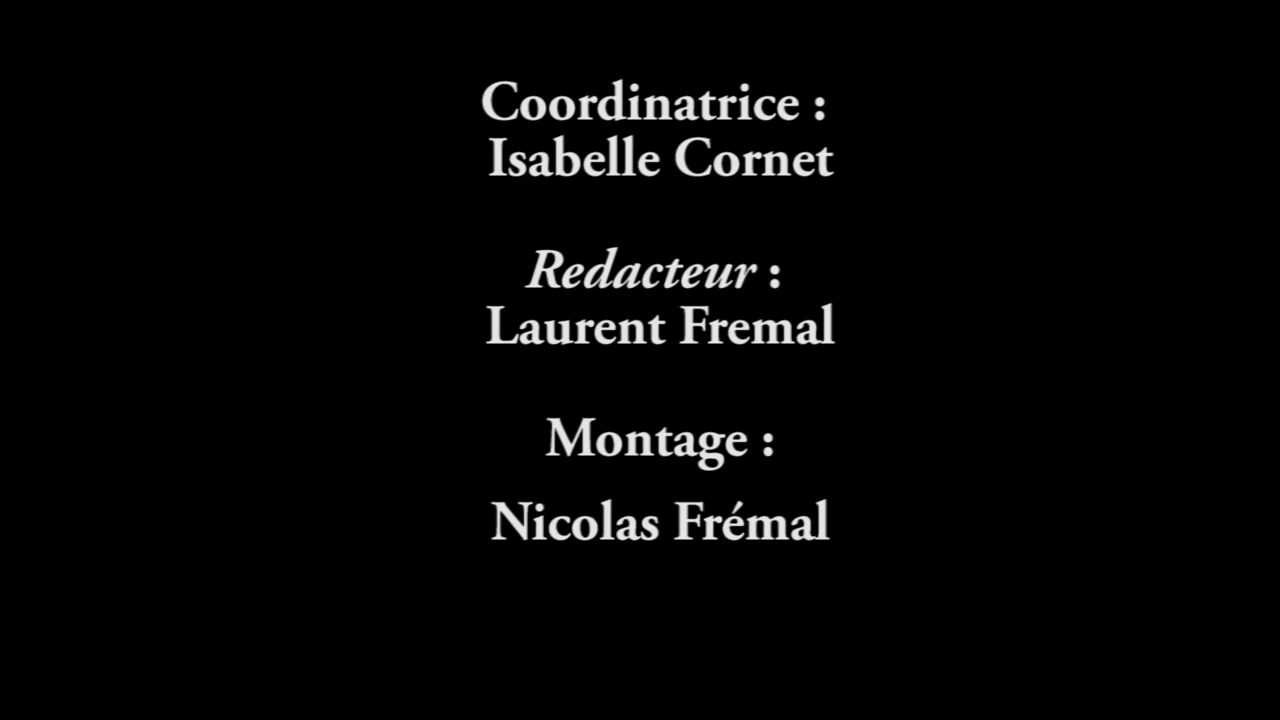 Coordinatrice :
Isabelle Cornet
Redacteur :
Laurent Fremal
Montage :
Nicolas Frémal